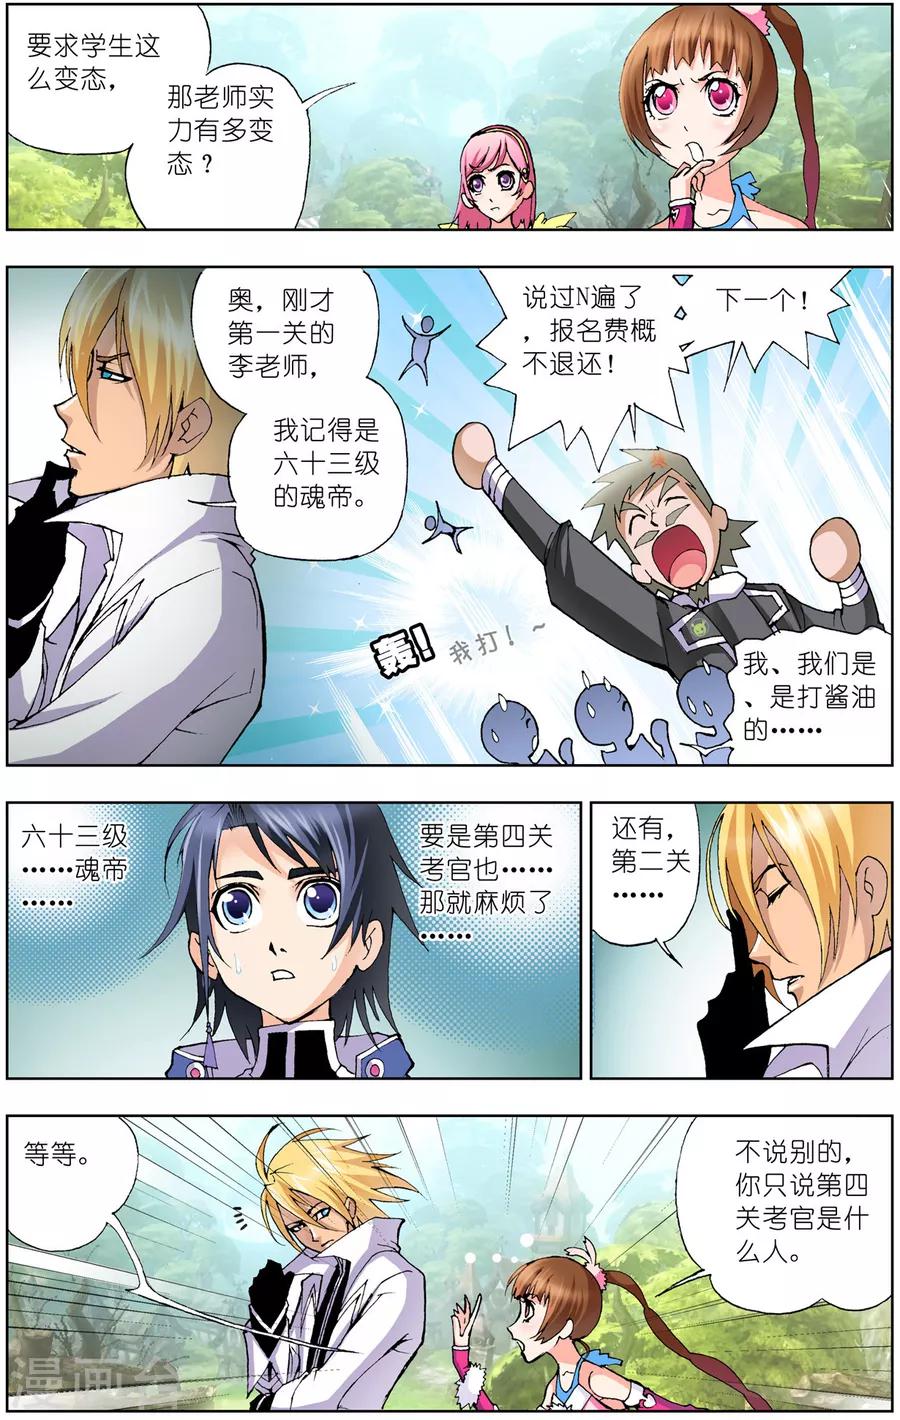 要求学生这
么变态，
那老师实
力有多变
态？
奥，刚才
第一关的
李老师，
我记得是
六十三级
的魂帝。
说过N遍了
，报名费概
不退还！
下一个！
轰！
我打！~
我、我们是
、是打酱油
的……
六十三级
……魂帝
……
要是第四关
考官也……
那就麻烦了
……
还有，
第二关
……
等等。
不说别的，
你只说第四
关考官是什
么人。
漫画台